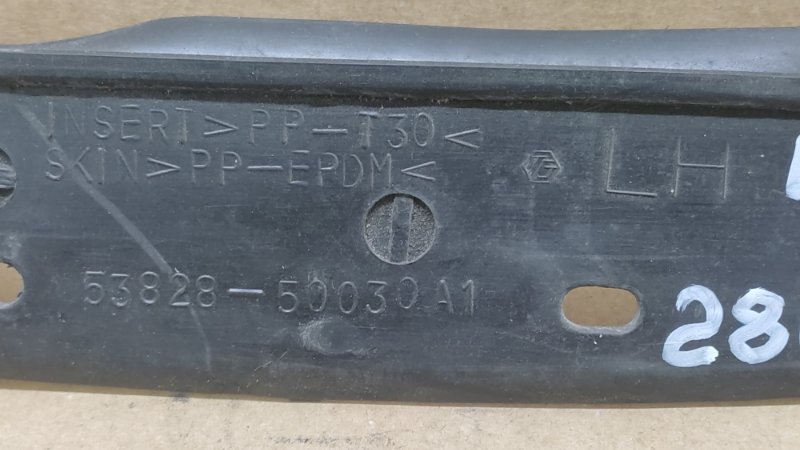 INSERT>PP-T30<
SKIN>PP-EPDM<
LH
53828-50030A1
28